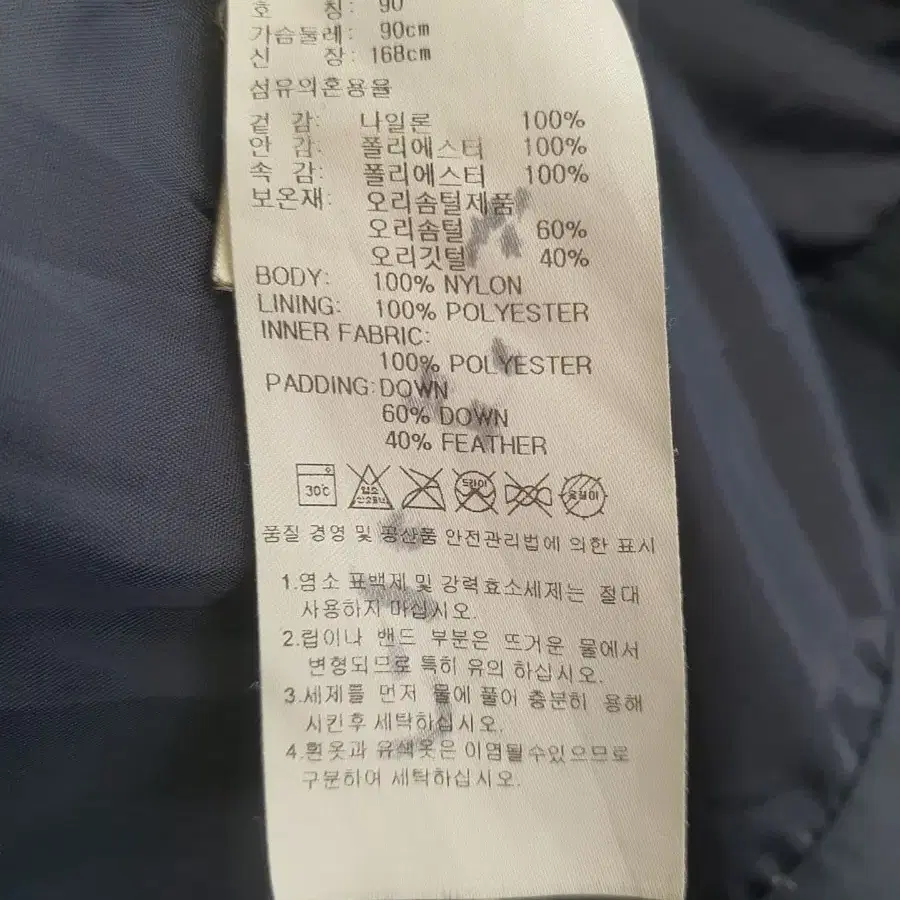 호 칭: 90
가슴둘레: 90cm
신 장: 168cm
섬유의혼용율
겉 감: 나일론 100%
안 감: 폴리에스터 100%
속 감: 폴리에스터 100%
보온재: 오리솜털제품
오리솜털 60%
오리깃털 40%
BODY: 100% NYLON
LINING: 100% POLYESTER
INNER FABRIC:
100% POLYESTER
PADDING: DOWN
60% DOWN
40% FEATHER
30℃ 드라이
품질 경영 및 공산품 안전관리법에 의한 표시
1.염소 표백제 및 강력효소세제는 절대
사용하지 마십시오.
2.립이나 밴드 부분은 뜨거운 물에서
변형되므로 특히 유의 하십시오.
3.세제를 먼저 물에 풀어 충분히 용해
시킨후 세탁하십시오.
4.흰옷과 유색옷은 이염될수있으므로
구분하여 세탁하십시오.